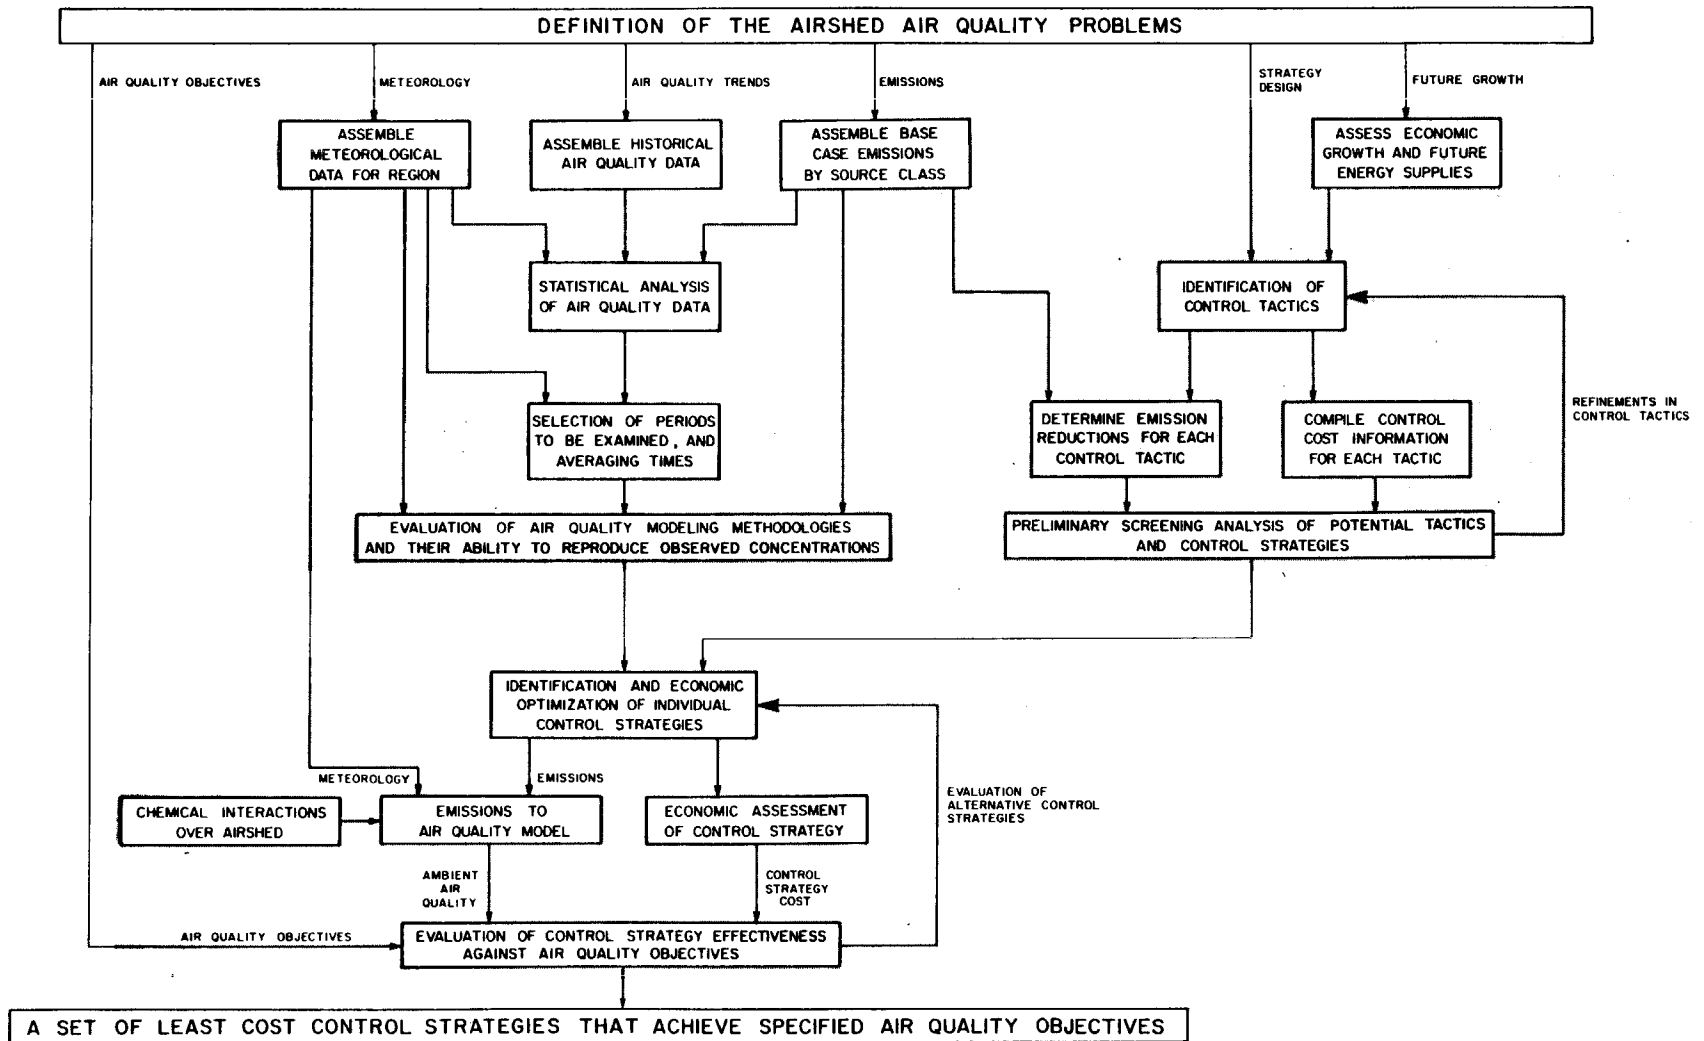 DEFINITION OF THE AIRSHED AIR QUALITY PROBLEMS
AIR QUALITY OBJECTIVES
METEOROLOGY
AIR QUALITY TRENDS
EMISSIONS
STRATEGY
DESIGN
FUTURE GROWTH
ASSEMBLE
METEOROLOGICAL
DATA FOR REGION
ASSEMBLE HISTORICAL
AIR QUALITY DATA
ASSEMBLE BASE
CASE EMISSIONS
BY SOURCE CLASS
ASSESS ECONOMIC
GROWTH AND FUTURE
ENERGY SUPPLIES
STATISTICAL ANALYSIS
OF AIR QUALITY DATA
IDENTIFICATION OF
CONTROL TACTICS
SELECTION OF PERIODS
TO BE EXAMINED, AND
AVERAGING TIMES
DETERMINE EMISSION
REDUCTIONS FOR EACH
CONTROL TACTIC
COMPILE CONTROL
COST INFORMATION
FOR EACH TACTIC
REFINEMENTS IN
CONTROL TACTICS
EVALUATION OF AIR QUALITY MODELING METHODOLOGIES
AND THEIR ABILITY TO REPRODUCE OBSERVED CONCENTRATIONS
PRELIMINARY SCREENING ANALYSIS OF POTENTIAL TACTICS
AND CONTROL STRATEGIES
IDENTIFICATION AND ECONOMIC
OPTIMIZATION OF INDIVIDUAL
CONTROL STRATEGIES
METEOROLOGY
EMISSIONS
CHEMICAL INTERACTIONS
OVER AIRSHED
EMISSIONS TO
AIR QUALITY MODEL
ECONOMIC ASSESSMENT
OF CONTROL STRATEGY
EVALUATION OF
ALTERNATIVE CONTROL
STRATEGIES
AMBIENT
AIR
QUALITY
CONTROL
STRATEGY
COST
AIR QUALITY OBJECTIVES
EVALUATION OF CONTROL STRATEGY EFFECTIVENESS
AGAINST AIR QUALITY OBJECTIVES
A SET OF LEAST COST CONTROL STRATEGIES THAT ACHIEVE SPECIFIED AIR QUALITY OBJECTIVES